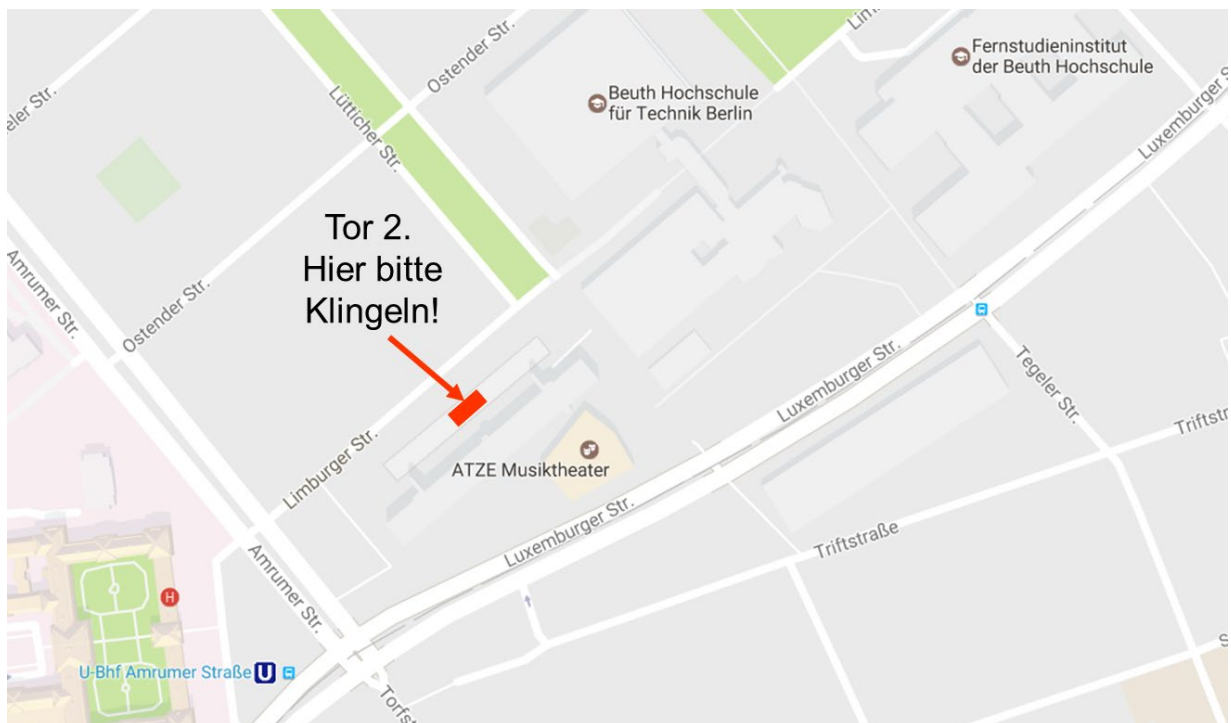 Fernstudieninstitut
der Beuth Hochschule
Beuth Hochschule
für Technik Berlin
Ostender Str.
Lütticher Str.
Luxemburger
Tor 2.
Hier bitte
Klingeln!
Amrumer Str.
Ostender Str.
Luxemburger Str.
Tegeler Str.
Limburger Str.
ATZE Musiktheater
Luxemburger Str.
Triftstraße
Amrumer Str.
H
U-Bhf Amrumer Straße U